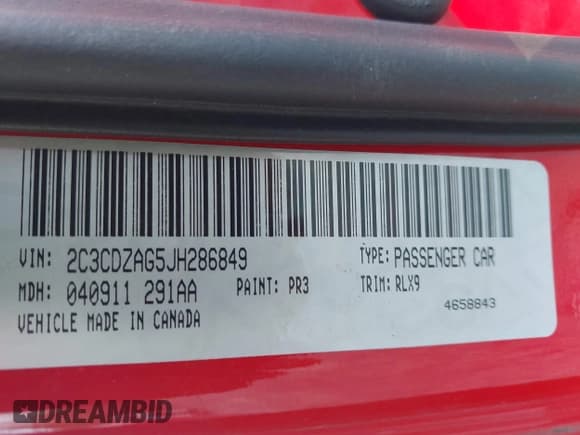 VIN: 2C3CDZAG5JH286849 TYPE: PASSENGER CAR
MDH: 040911 291AA PAINT: PR3 TRIM: RLX9
VEHICLE MADE IN CANADA 4658843
DREAMBID